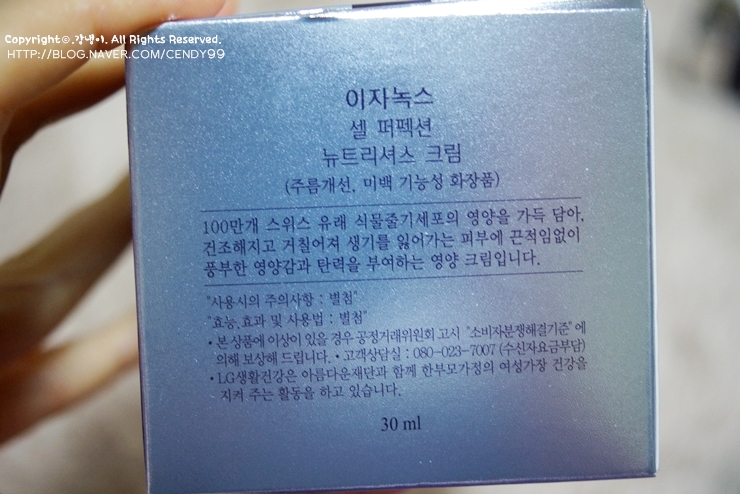 Copyright©.강냉이. All Rights Reserved.
HTTP://BLOG.NAVER.COM/CENDY99
이자녹스
셀 퍼펙션
뉴트리셔스 크림
(주름개선, 미백 기능성 화장품)
100만개 스위스 유래 식물줄기세포의 영양을 가득 담아,
건조해지고 거칠어져 생기를 잃어가는 피부에 끈적임없이
풍부한 영양감과 탄력을 부여하는 영양 크림입니다.
"사용시의 주의사항 : 별첨"
"효능, 효과 및 사용법 : 별첨"
• 본 상품에 이상이 있을 경우 공정거래위원회 고시 "소비자분쟁해결기준"에
의해 보상해 드립니다. • 고객상담실 : 080-023-7007 (수신자요금부담)
• LG생활건강은 아름다운재단과 함께 한부모가정의 여성가장 건강을
지켜 주는 활동을 하고 있습니다.
30 ml